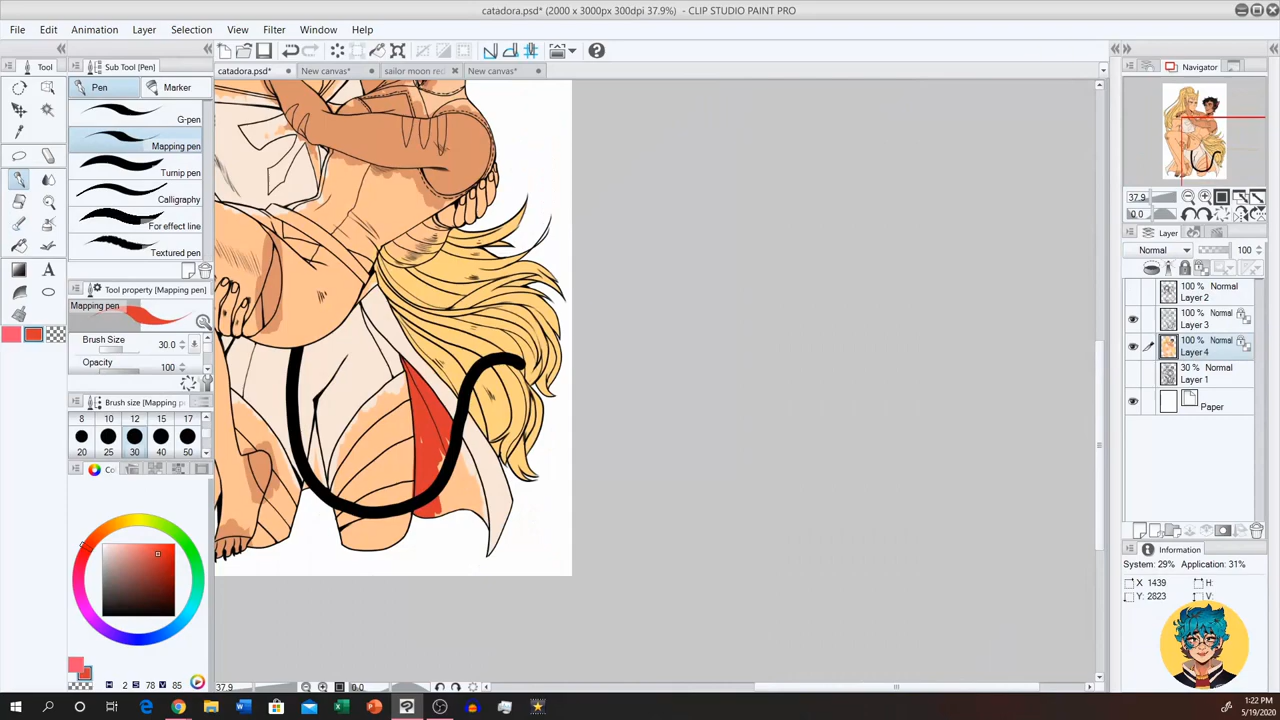 catadora.psd* (2000 x 3000px 300dpi 37.9%) - CLIP STUDIO PAINT PRO
File Edit Animation Layer Selection View Filter Window Help
Tool Sub Tool [Pen] catadora.psd* New canvas* sailor moon red New canvas* Navigator
Pen Marker
G-pen
Mapping pen
Turnip pen
Calligraphy
For effect line
Textured pen
Tool property [Mapping pen]
Mapping pen
Brush Size 30.0
Opacity 100
Brush size [Mapping p
8 10 12 15 17
20 25 30 40 50
Co
H 2 S 78 V 85
37.9 0.0
37.9
0.0
Layer
Normal 100
100 % Normal
Layer 2
100 % Normal
Layer 3
100 % Normal
Layer 4
30 % Normal
Layer 1
Paper
Information
System: 29% Application: 31%
X 1439 H:
Y: 2823 V:
1:22 PM
5/19/2020